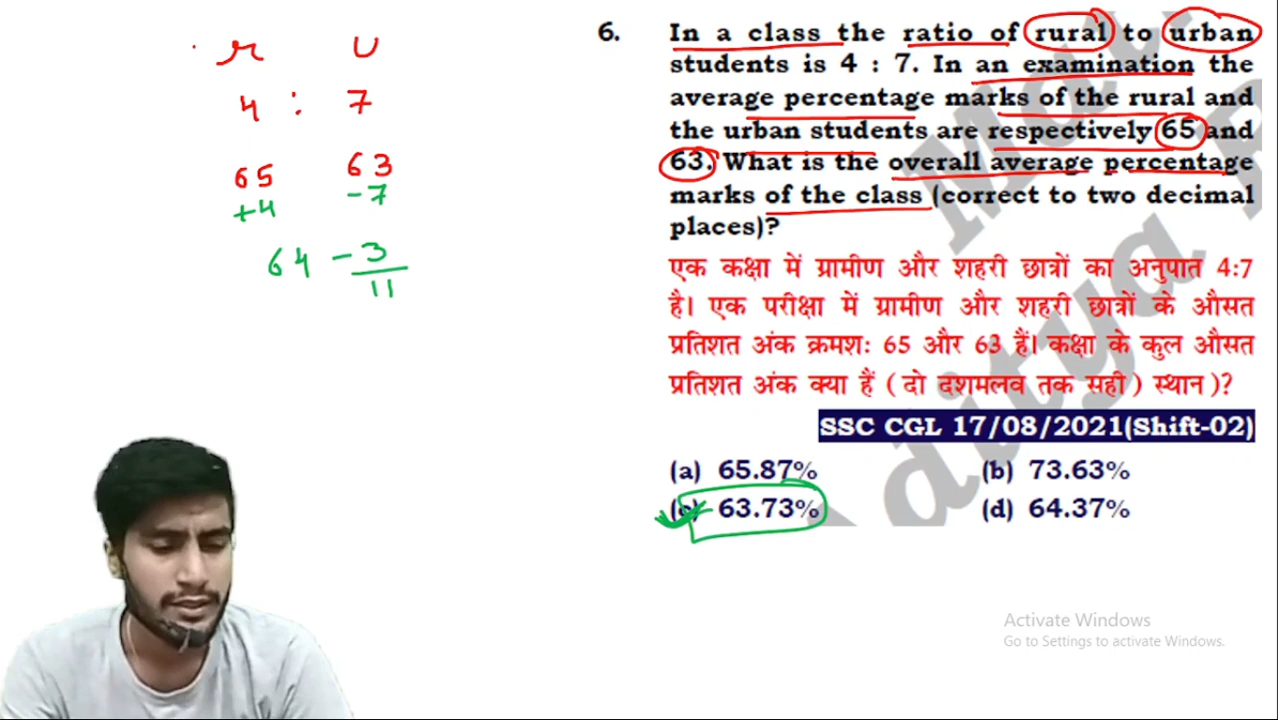 r U
4 : 7
65 63
+4 -7
64 - 3/11
6. In a class the ratio of rural to urban
students is 4 : 7. In an examination the
average percentage marks of the rural and
the urban students are respectively 65 and
63. What is the overall average percentage
marks of the class (correct to two decimal
places)?
एक कक्षा में ग्रामीण और शहरी छात्रों का अनुपात 4:7
है। एक परीक्षा में ग्रामीण और शहरी छात्रों के औसत
प्रतिशत अंक क्रमश: 65 और 63 हैं। कक्षा के कुल औसत
प्रतिशत अंक क्या हैं ( दो दशमलव तक सही ) स्थान)?
SSC CGL 17/08/2021(Shift-02)
(a) 65.87% (b) 73.63%
(c) 63.73% (d) 64.37%
Activate Windows
Go to Settings to activate Windows.